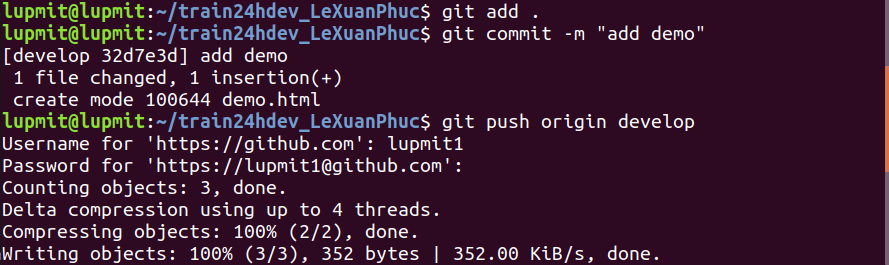 lupmit@lupmit:~/train24hdev_LeXuanPhuc$ git add .
lupmit@lupmit:~/train24hdev_LeXuanPhuc$ git commit -m "add demo"
[develop 32d7e3d] add demo
 1 file changed, 1 insertion(+)
 create mode 100644 demo.html
lupmit@lupmit:~/train24hdev_LeXuanPhuc$ git push origin develop
Username for 'https://github.com': lupmit1
Password for 'https://lupmit1@github.com':
Counting objects: 3, done.
Delta compression using up to 4 threads.
Compressing objects: 100% (2/2), done.
Writing objects: 100% (3/3), 352 bytes | 352.00 KiB/s, done.